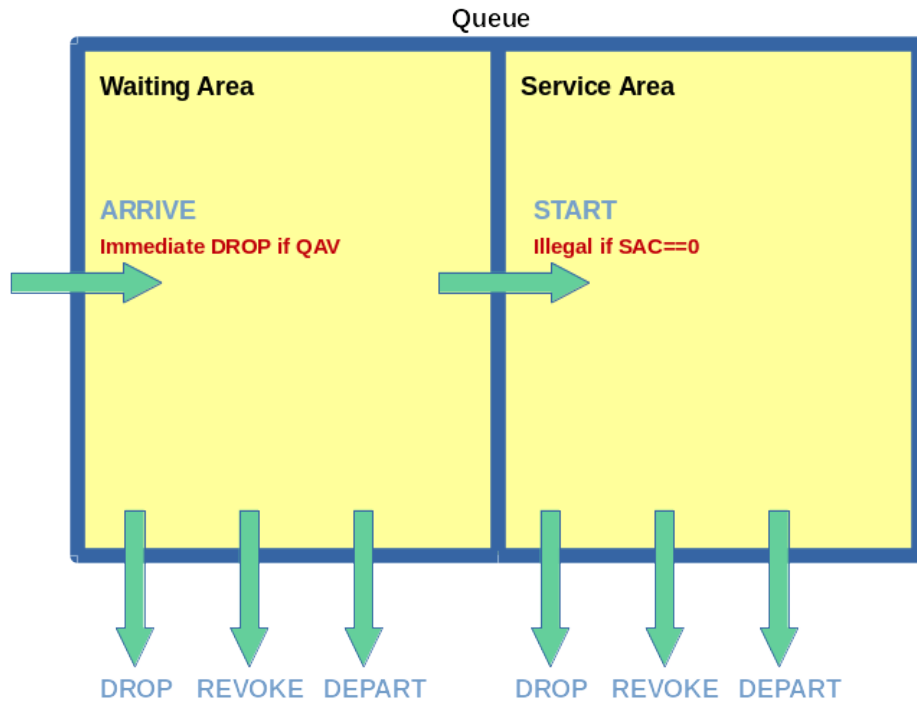 Queue
Waiting Area
Service Area
ARRIVE
START
Immediate DROP if QAV
Illegal if SAC==0
DROP REVOKE DEPART
DROP REVOKE DEPART